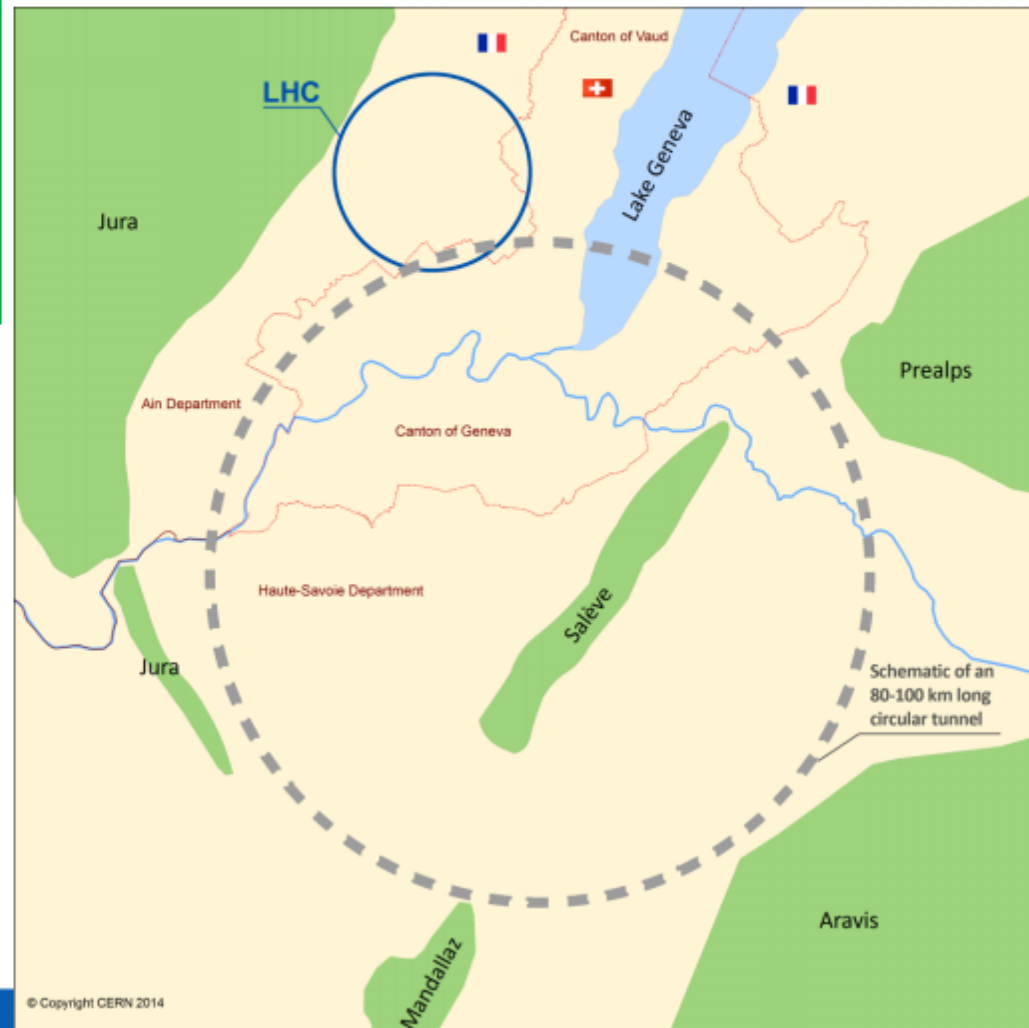 Canton of Vaud
LHC
Lake Geneva
Jura
Prealps
Ain Department
Canton of Geneva
Haute-Savoie Department
Salève
Jura
Schematic of an
80-100 km long
circular tunnel
Aravis
Mandallaz
© Copyright CERN 2014